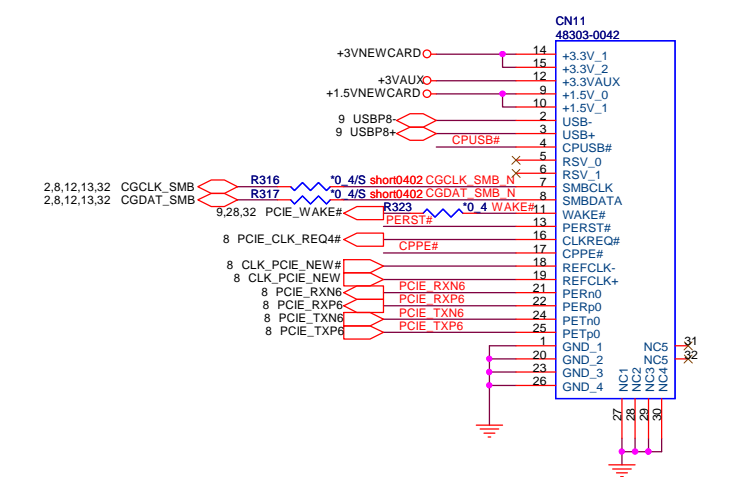 CN11
48303-0042
+3VNEWCARD 14 +3.3V_1
15 +3.3V_2
+3VAUX 12 +3.3VAUX
+1.5VNEWCARD 9 +1.5V_0
10 +1.5V_1
9 USBP8- 2 USB-
9 USBP8+ 3 USB+
CPUSB# 4 CPUSB#
5 RSV_0
6 RSV_1
2,8,12,13,32 CGCLK_SMB R316 *0_4/S short0402 CGCLK_SMB_N 7 SMBCLK
2,8,12,13,32 CGDAT_SMB R317 *0_4/S short0402 CGDAT_SMB_N 8 SMBDATA
9,28,32 PCIE_WAKE# R323 *0_4 WAKE# 11 WAKE#
PERST# 13 PERST#
8 PCIE_CLK_REQ4# 16 CLKREQ#
CPPE# 17 CPPE#
8 CLK_PCIE_NEW# 18 REFCLK-
8 CLK_PCIE_NEW 19 REFCLK+
8 PCIE_RXN6 PCIE_RXN6 21 PERn0
8 PCIE_RXP6 PCIE_RXP6 22 PERp0
8 PCIE_TXN6 PCIE_TXN6 24 PETn0
8 PCIE_TXP6 PCIE_TXP6 25 PETp0
1 GND_1 NC5 31
20 GND_2 NC5 32
23 GND_3
26 GND_4
NC1 NC2 NC3 NC4
27 28 29 30